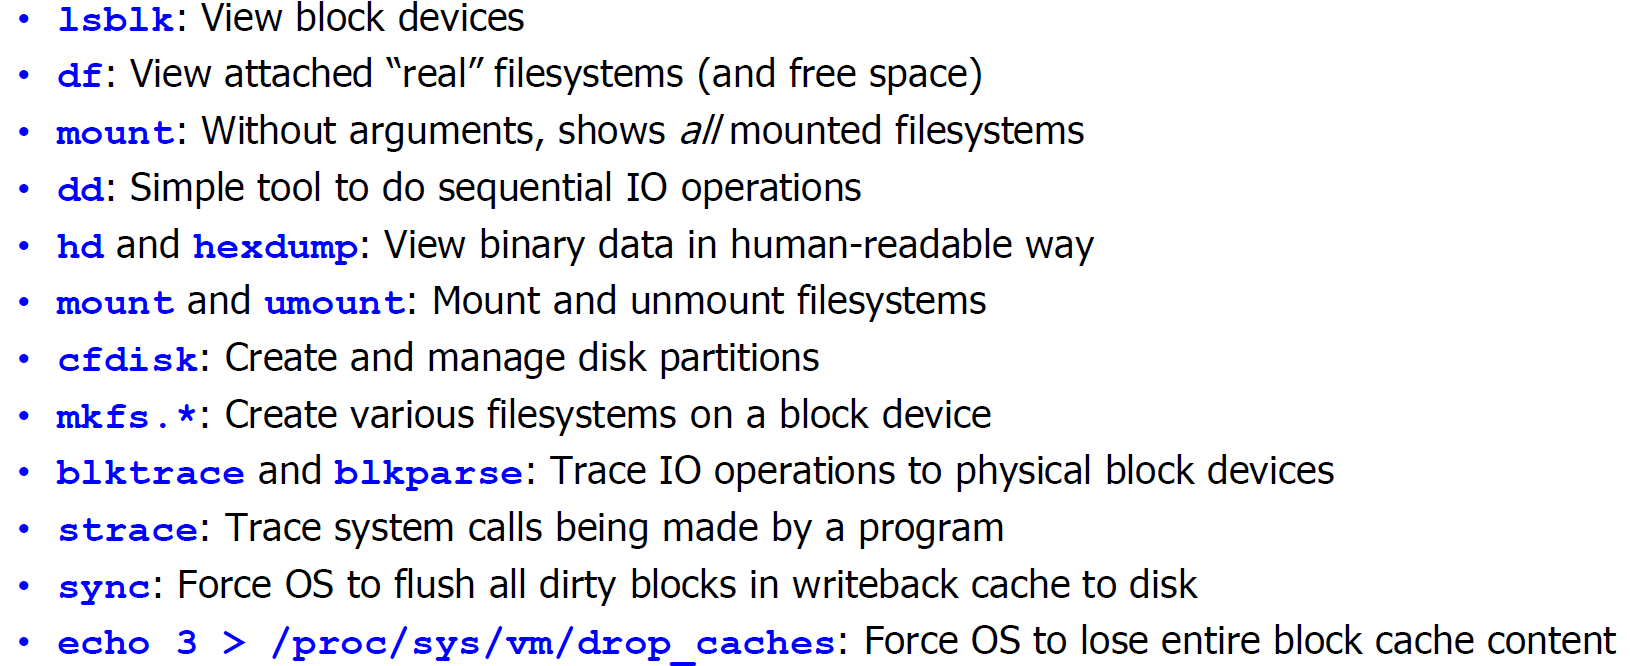 • lsblk: View block devices
• df: View attached “real” filesystems (and free space)
• mount: Without arguments, shows all mounted filesystems
• dd: Simple tool to do sequential IO operations
• hd and hexdump: View binary data in human-readable way
• mount and umount: Mount and unmount filesystems
• cfdisk: Create and manage disk partitions
• mkfs.*: Create various filesystems on a block device
• blktrace and blkparse: Trace IO operations to physical block devices
• strace: Trace system calls being made by a program
• sync: Force OS to flush all dirty blocks in writeback cache to disk
• echo 3 > /proc/sys/vm/drop_caches: Force OS to lose entire block cache content